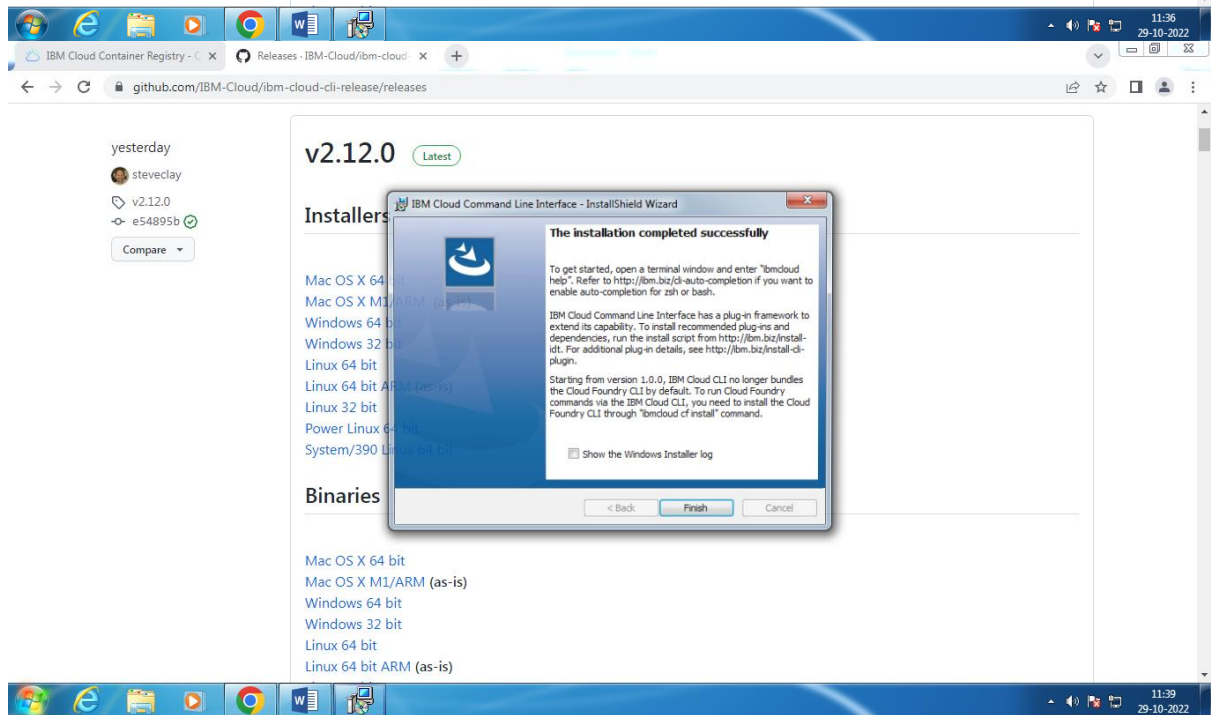 11:36
29-10-2022
IBM Cloud Container Registry - C
Releases · IBM-Cloud/ibm-cloud-
github.com/IBM-Cloud/ibm-cloud-cli-release/releases
yesterday
steveclay
v2.12.0
e54895b
Compare
v2.12.0 Latest
Installers
Mac OS X 64 bit
Mac OS X M1/ARM (as-is)
Windows 64 b
Windows 32 b
Linux 64 bit
Linux 64 bit ARM (as-is)
Linux 32 bit
Power Linux 64 bit
System/390 Linux 64 bit
IBM Cloud Command Line Interface - InstallShield Wizard
The installation completed successfully
To get started, open a terminal window and enter "ibmcloud
help". Refer to http://ibm.biz/cli-auto-completion if you want to
enable auto-completion for zsh or bash.
IBM Cloud Command Line Interface has a plug-in framework to
extend its capability. To install recommended plug-ins and
dependencies, run the install script from http://ibm.biz/install-
idt. For additional plug-in details, see http://ibm.biz/install-cli-
plugin.
Starting from version 1.0.0, IBM Cloud CLI no longer bundles
the Cloud Foundry CLI by default. To run Cloud Foundry
commands via the IBM Cloud CLI, you need to install the Cloud
Foundry CLI through "ibmcloud cf install" command.
Show the Windows Installer log
< Back
Finish
Cancel
Binaries
Mac OS X 64 bit
Mac OS X M1/ARM (as-is)
Windows 64 bit
Windows 32 bit
Linux 64 bit
Linux 64 bit ARM (as-is)
11:39
29-10-2022